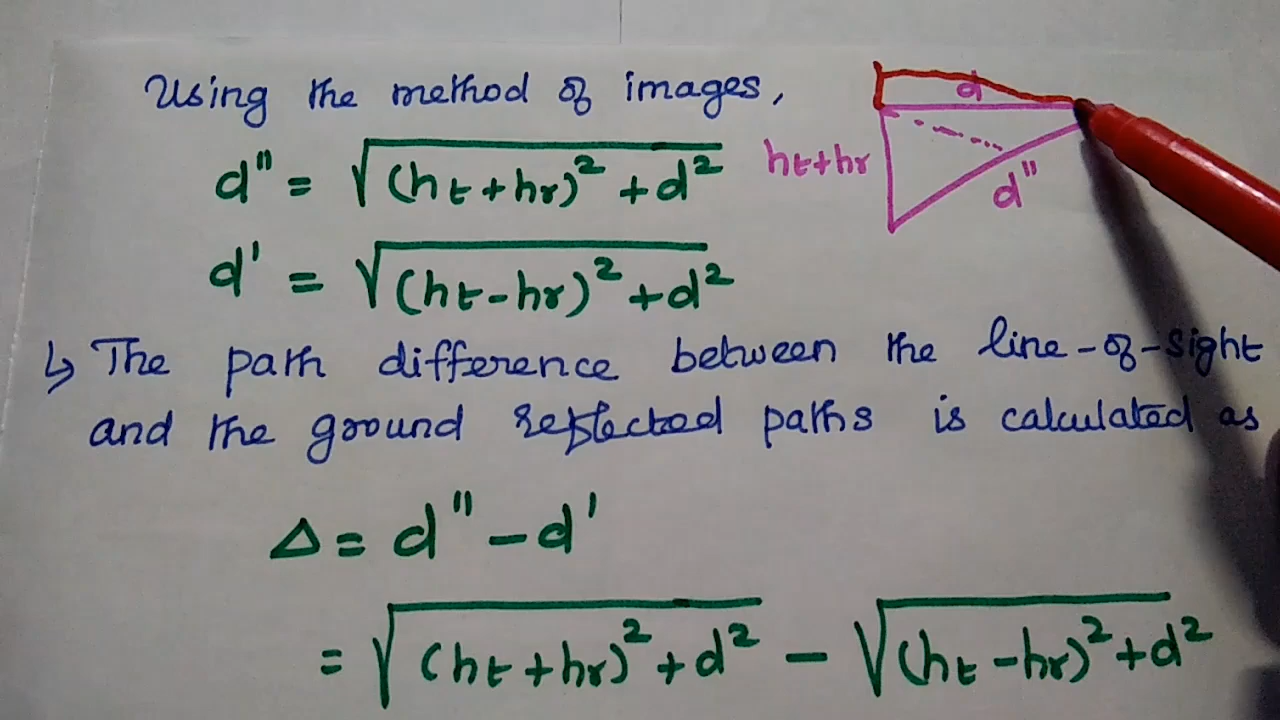 Using the method of images,
d
d" = √(ht+hr)² + d²
ht+hr
d"
d' = √(ht-hr)² + d²
↳ The path difference between the line-of-sight
and the ground reflected paths is calculated as
Δ = d" - d'
= √(ht+hr)² + d² - √(ht-hr)² + d²